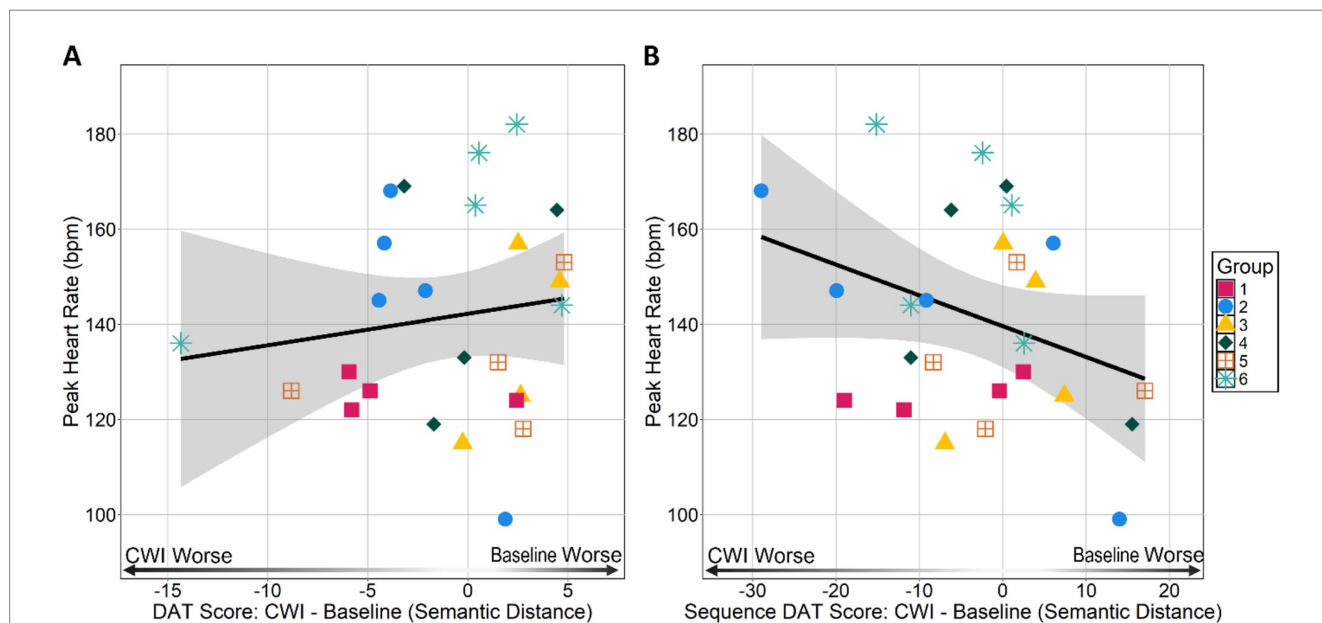 A
Peak Heart Rate (bpm)
180
160
140
120
100
CWI Worse
Baseline Worse
-15
-10
-5
0
5
DAT Score: CWI - Baseline (Semantic Distance)
B
Peak Heart Rate (bpm)
180
160
140
120
100
CWI Worse
Baseline Worse
-30
-20
-10
0
10
20
Sequence DAT Score: CWI - Baseline (Semantic Distance)
Group
1
2
3
4
5
6